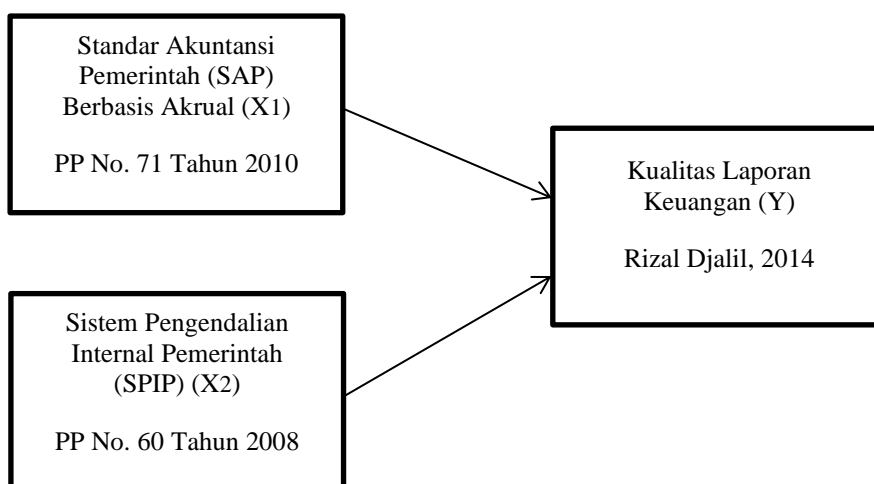 Standar Akuntansi
Pemerintah (SAP)
Berbasis Akrual (X1)
PP No. 71 Tahun 2010
Kualitas Laporan
Keuangan (Y)
Rizal Djalil, 2014
Sistem Pengendalian
Internal Pemerintah
(SPIP) (X2)
PP No. 60 Tahun 2008